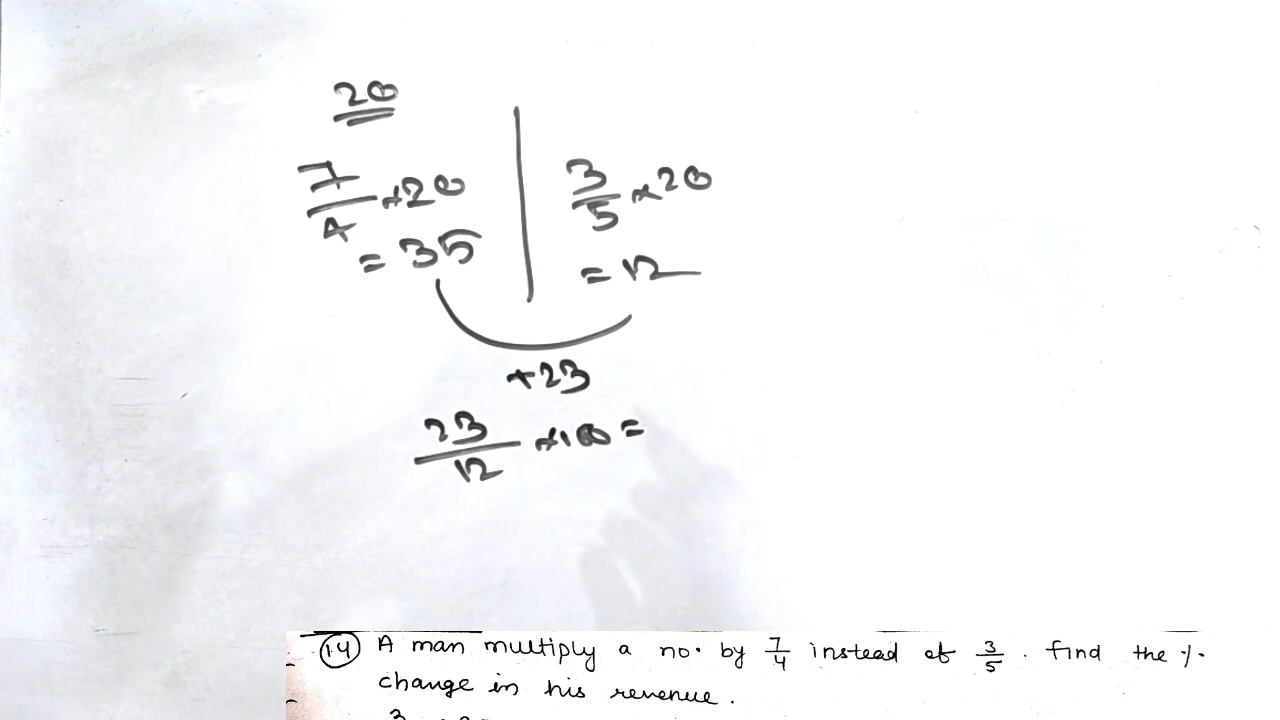 20
7/4 × 20
= 35
3/5 × 20
= 12
+23
23/12 × 100 =
14 A man multiply a no. by 7/4 instead of 3/5. find the %.
change in his revenue.